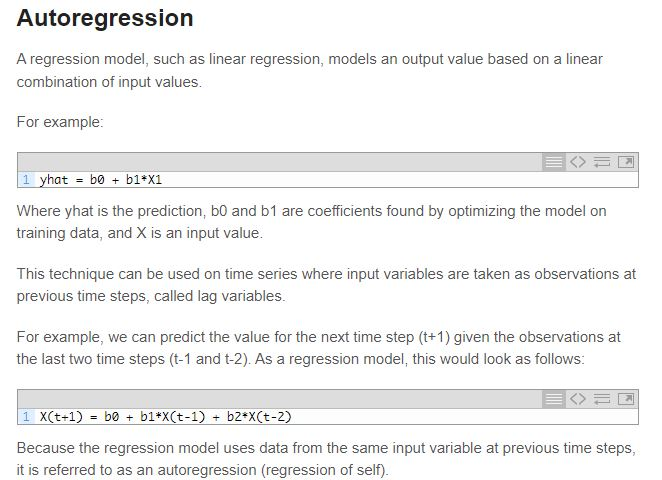 Autoregression
A regression model, such as linear regression, models an output value based on a linear
combination of input values.
For example:
1 yhat = b0 + b1*X1
Where yhat is the prediction, b0 and b1 are coefficients found by optimizing the model on
training data, and X is an input value.
This technique can be used on time series where input variables are taken as observations at
previous time steps, called lag variables.
For example, we can predict the value for the next time step (t+1) given the observations at
the last two time steps (t-1 and t-2). As a regression model, this would look as follows:
1 X(t+1) = b0 + b1*X(t-1) + b2*X(t-2)
Because the regression model uses data from the same input variable at previous time steps,
it is referred to as an autoregression (regression of self).